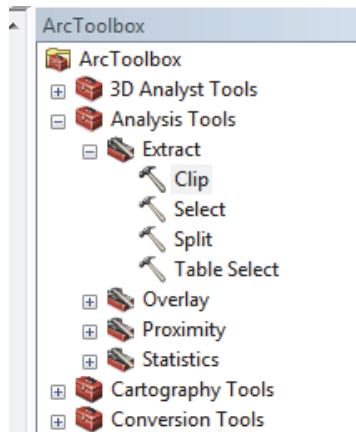 ArcToolbox
ArcToolbox
3D Analyst Tools
Analysis Tools
Extract
Clip
Select
Split
Table Select
Overlay
Proximity
Statistics
Cartography Tools
Conversion Tools